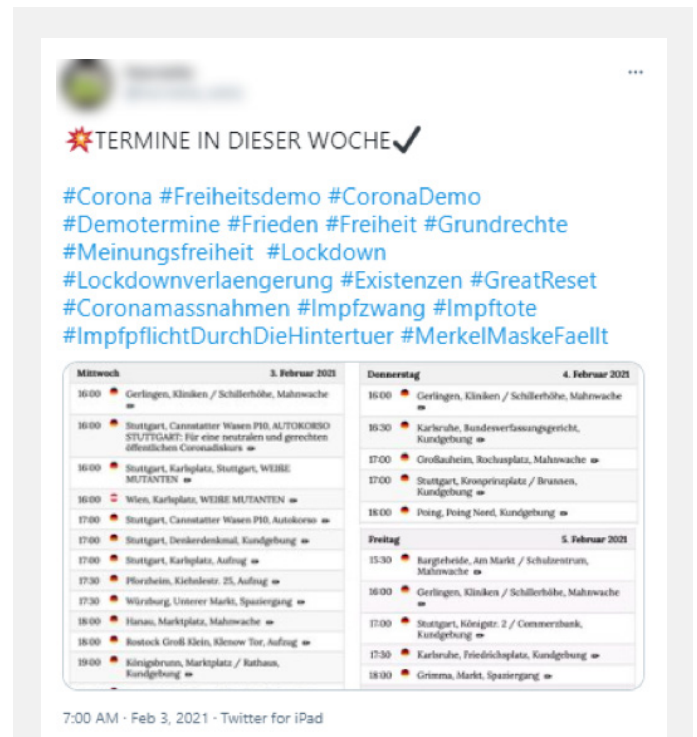 💥TERMINE IN DIESER WOCHE✔
#Corona #Freiheitsdemo #CoronaDemo
#Demotermine #Frieden #Freiheit #Grundrechte
#Meinungsfreiheit #Lockdown
#Lockdownverlaengerung #Existenzen #GreatReset
#Coronamassnahmen #Impfzwang #Impftote
#ImpfpflichtDurchDieHintertuer #MerkelMaskeFaellt
Mittwoch 3. Februar 2021
16:00 Gerlingen, Kliniken / Schillerhöhe, Mahnwache
16:00 Stuttgart, Cannstatter Wasen P10, AUTOKORSO
STUTTGART: Für eine neutralen und gerechten
öffentlichen Coronadiskurs
16:00 Stuttgart, Karlsplatz, Stuttgart, WEIßE
MUTANTEN
16:00 Wien, Karlsplatz, WEIßE MUTANTEN
17:00 Stuttgart, Cannstatter Wasen P10, Autokorso
17:00 Stuttgart, Denkerdenkmal, Kundgebung
17:00 Stuttgart, Karlsplatz, Aufzug
17:30 Pforzheim, Kiehnlestr. 25, Aufzug
17:30 Würzburg, Unterer Markt, Spaziergang
18:00 Hanau, Marktplatz, Mahnwache
18:00 Rostock Groß Klein, Klenow Tor, Aufzug
19:00 Königsbrunn, Marktplatz / Rathaus,
Kundgebung
Donnerstag 4. Februar 2021
16:00 Gerlingen, Kliniken / Schillerhöhe, Mahnwache
16:30 Karlsruhe, Bundesverfassungsgericht,
Kundgebung
17:00 Großauheim, Rochusplatz, Mahnwache
17:00 Stuttgart, Kronprinzplatz / Brunnen,
Kundgebung
18:00 Poing, Poing Nord, Kundgebung
Freitag 5. Februar 2021
15:30 Bargteheide, Am Markt / Schulzentrum,
Mahnwache
16:00 Gerlingen, Kliniken / Schillerhöhe, Mahnwache
17:00 Stuttgart, Königstr. 2 / Commerzbank,
Kundgebung
17:30 Karlsruhe, Friedrichsplatz, Kundgebung
18:00 Grimma, Markt, Spaziergang
7:00 AM · Feb 3, 2021 · Twitter for iPad